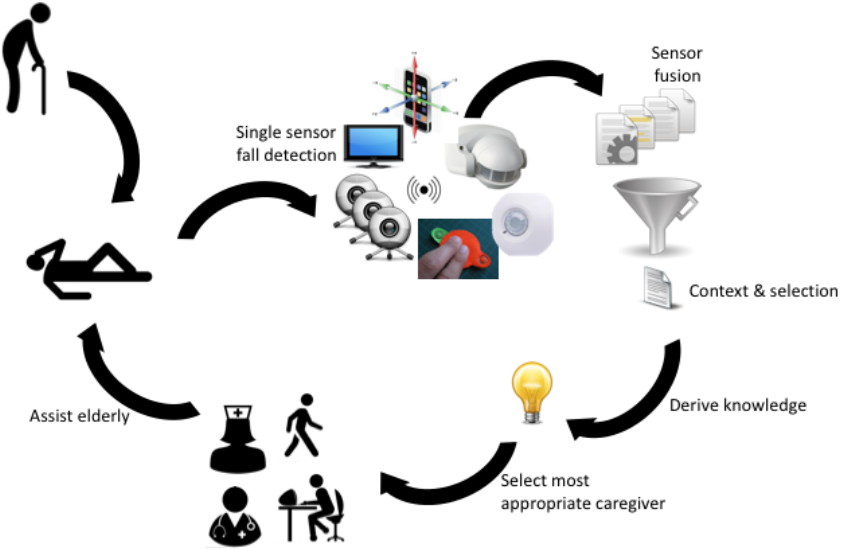 Sensor
fusion
Single sensor
fall detection
Context & selection
Derive knowledge
Assist elderly
Select most
appropriate caregiver